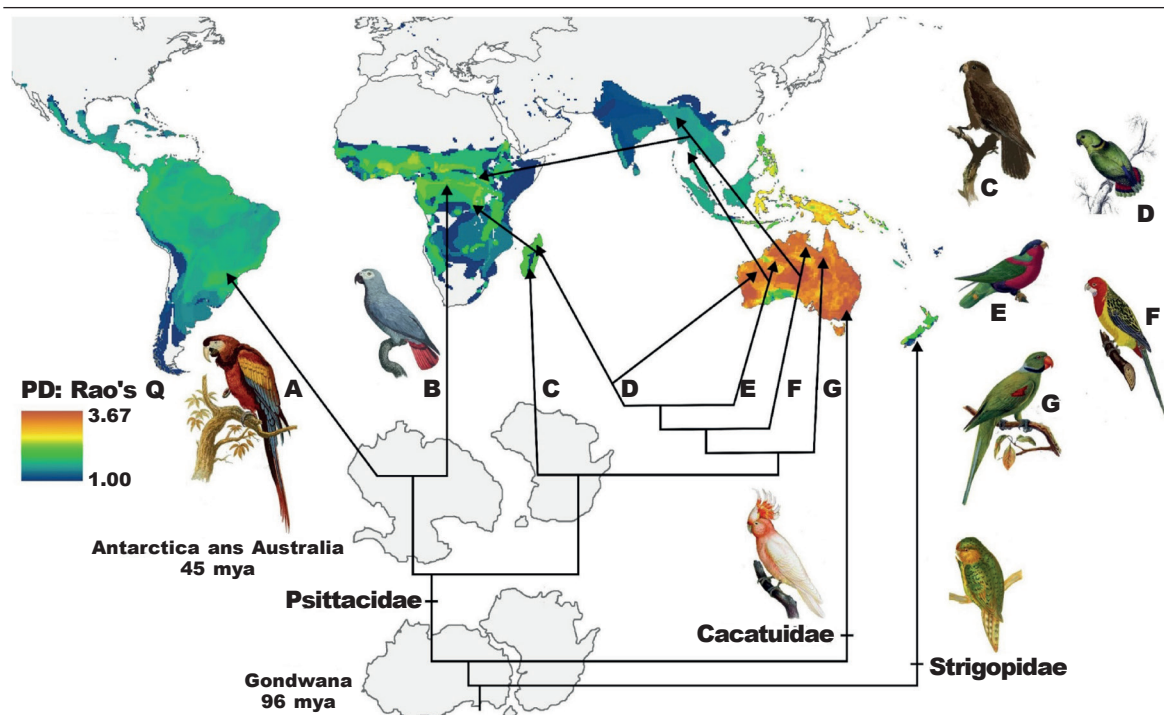 C
D
E
F
G
PD: Rao's Q
3.67
1.00
A
B
C
D
E
F
G
Antarctica ans Australia
45 mya
Psittacidae
Cacatuidae
Strigopidae
Gondwana
96 mya